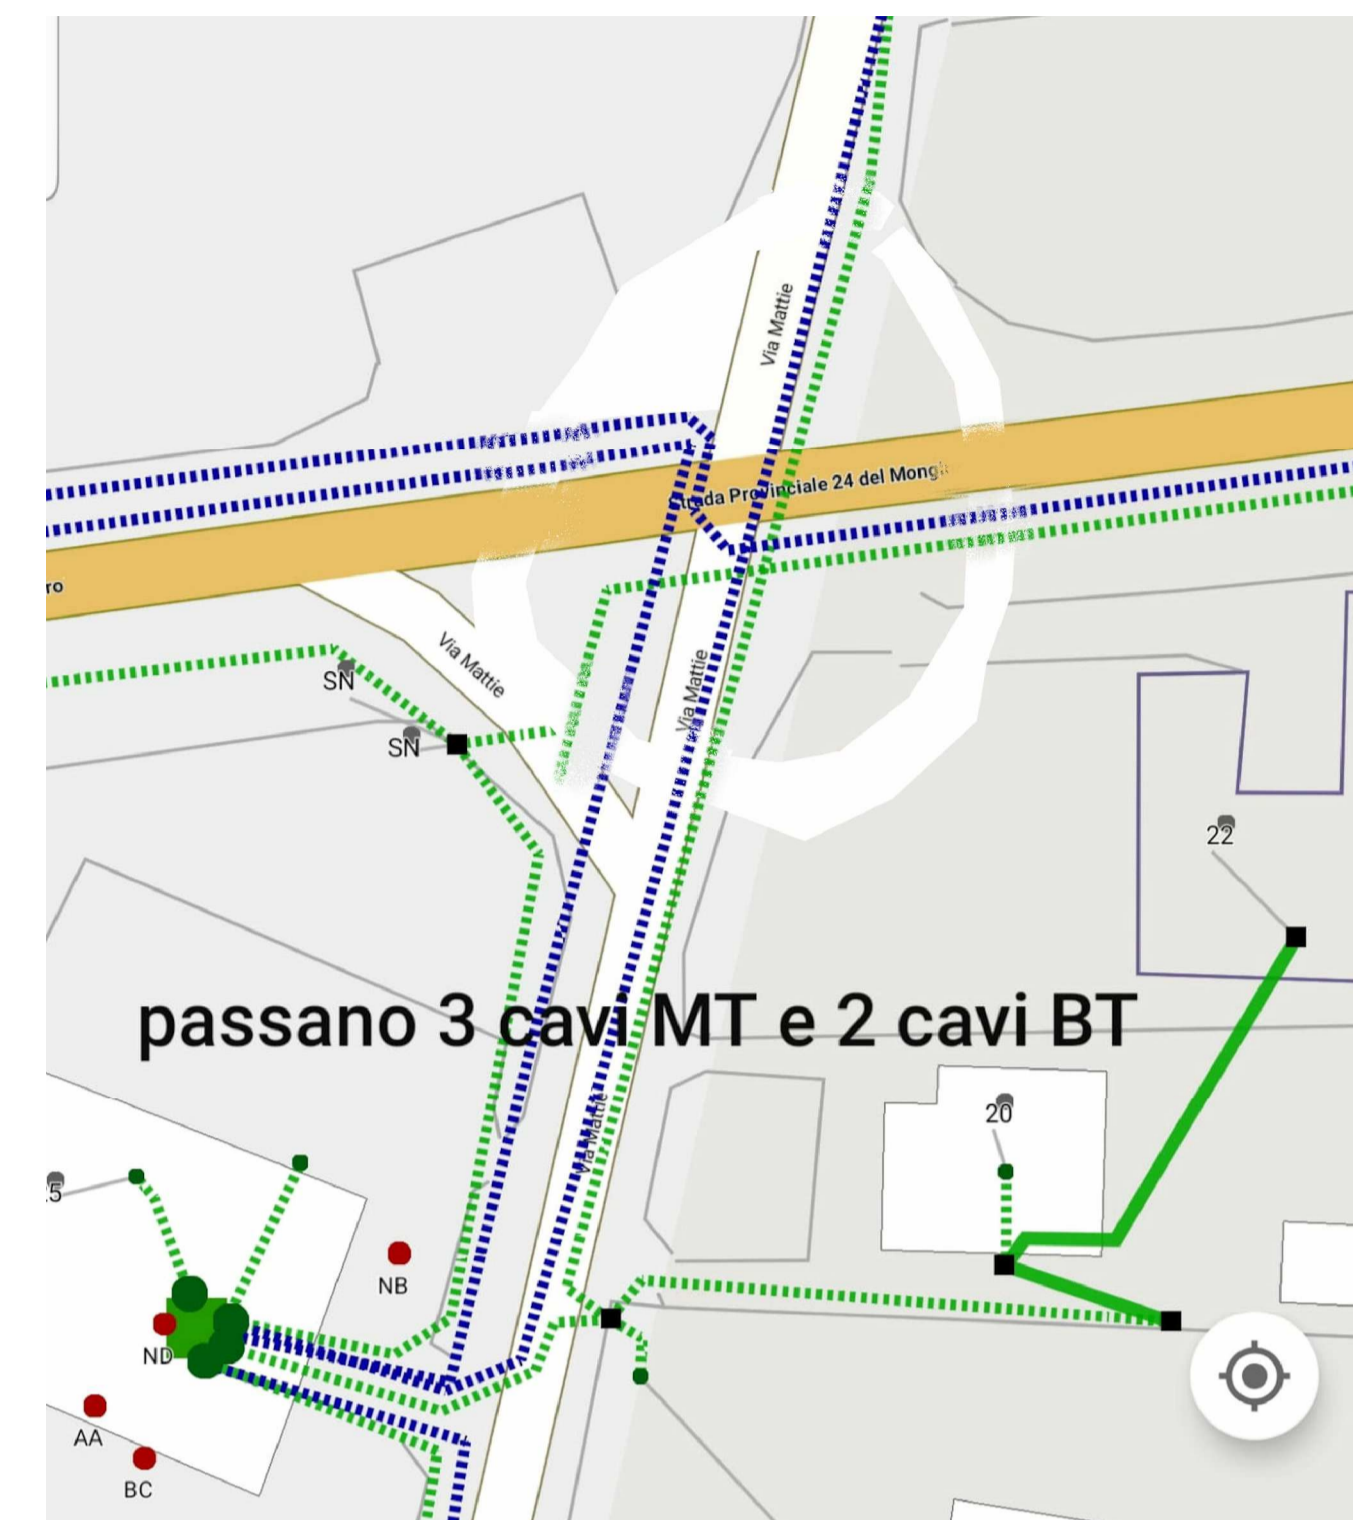 Via Mattie
Strada Provinciale 24 del Mong
ro
Via Mattie
SN
Via Mattie
SN
22
passano 3 cavi MT e 2 cavi BT
20
Via Mattie
5
NB
ND
AA
BC